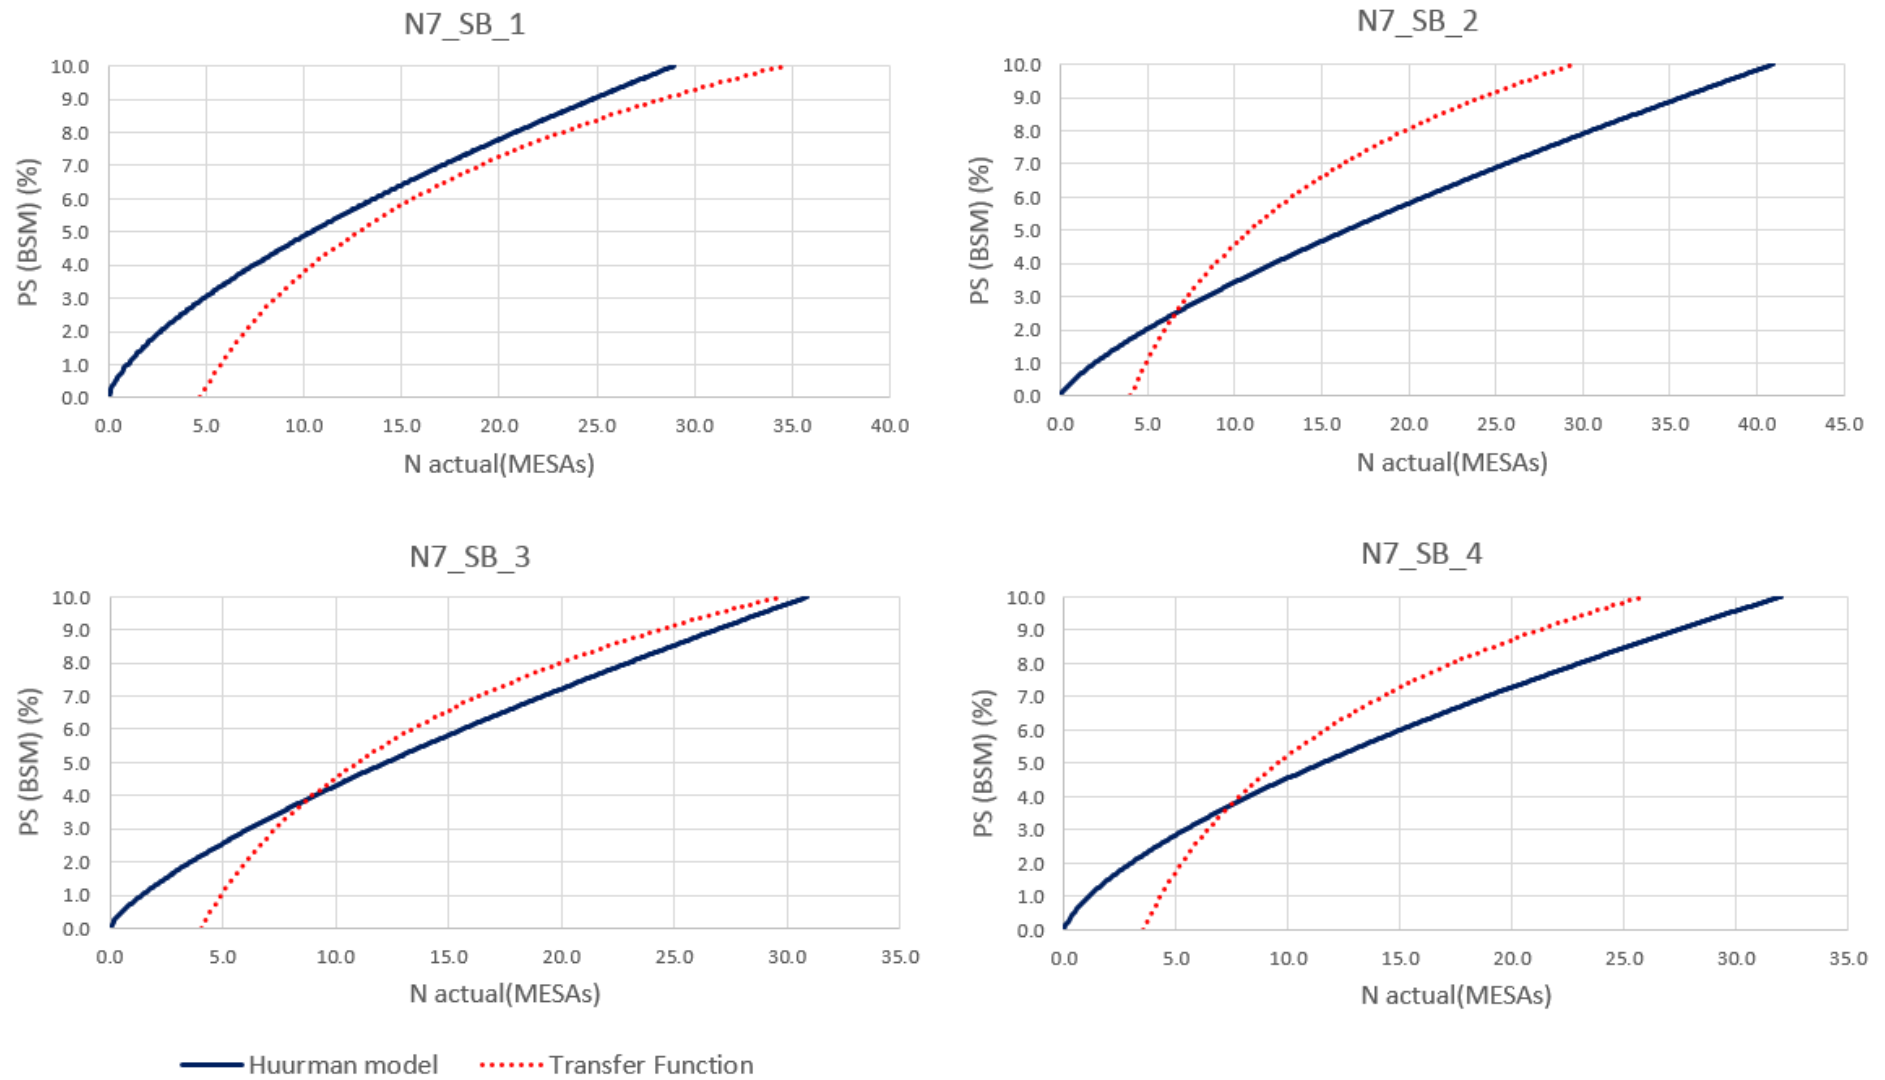 N7_SB_1
10.0
9.0
8.0
7.0
6.0
5.0
4.0
3.0
2.0
1.0
0.0
PS (BSM) (%)
0.0 5.0 10.0 15.0 20.0 25.0 30.0 35.0 40.0
N actual(MESAs)
N7_SB_2
10.0
9.0
8.0
7.0
6.0
5.0
4.0
3.0
2.0
1.0
0.0
PS (BSM) (%)
0.0 5.0 10.0 15.0 20.0 25.0 30.0 35.0 40.0 45.0
N actual(MESAs)
N7_SB_3
10.0
9.0
8.0
7.0
6.0
5.0
4.0
3.0
2.0
1.0
0.0
PS (BSM) (%)
0.0 5.0 10.0 15.0 20.0 25.0 30.0 35.0
N actual(MESAs)
N7_SB_4
10.0
9.0
8.0
7.0
6.0
5.0
4.0
3.0
2.0
1.0
0.0
PS (BSM) (%)
0.0 5.0 10.0 15.0 20.0 25.0 30.0 35.0
N actual(MESAs)
Huurman model Transfer Function